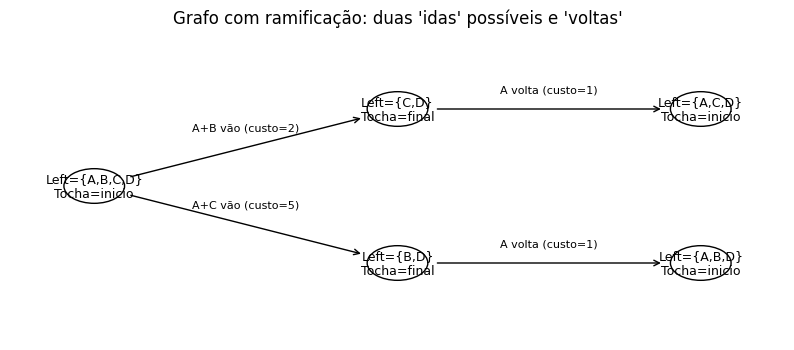 Grafo com ramificação: duas 'idas' possíveis e 'voltas'
Left={C,D}
Tocha=final
A volta (custo=1)
Left={A,C,D}
Tocha=inicio
A+B vão (custo=2)
Left={A,B,C,D}
Tocha=inicio
A+C vão (custo=5)
Left={B,D}
Tocha=final
A volta (custo=1)
Left={A,B,D}
Tocha=inicio